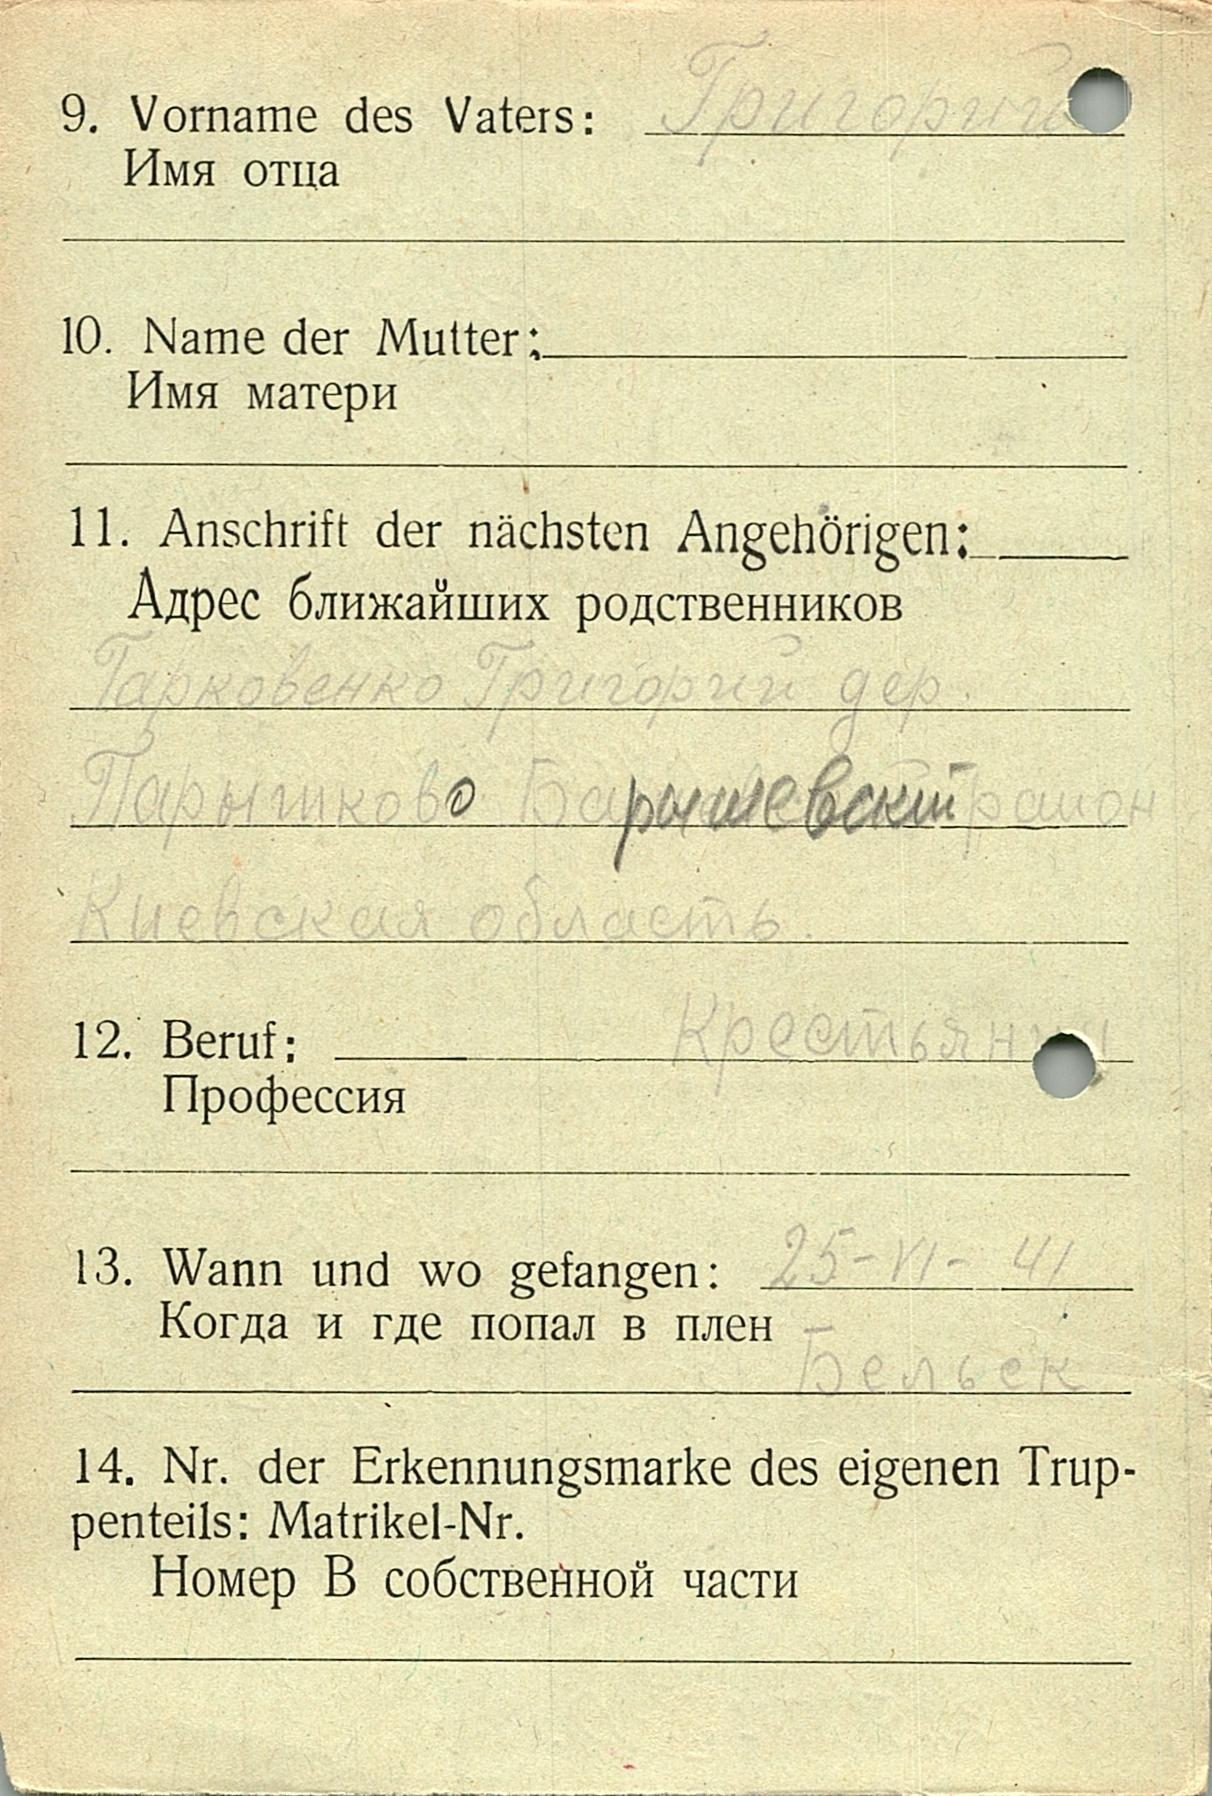 9. Vorname des Vaters: Григорий
Имя отца
10. Name der Mutter:
Имя матери
11. Anschrift der nächsten Angehörigen:
Адрес ближайших родственников
Тарковенко Григорий дер.
Парышково Барышевский район
Киевская область.
12. Beruf: Крестьянин
Профессия
13. Wann und wo gefangen: 25-VI-41
Когда и где попал в плен
Бельск
14. Nr. der Erkennungsmarke des eigenen Trup-
penteils: Matrikel-Nr.
Номер В собственной части